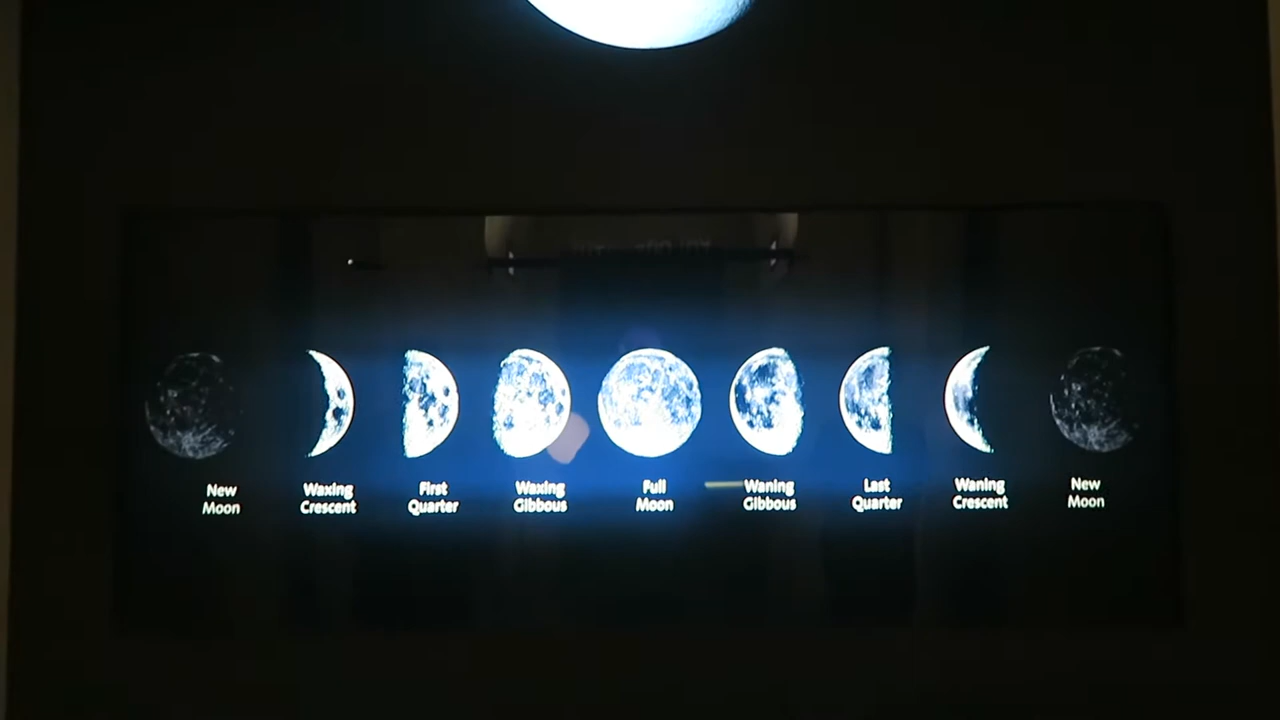 New
Moon
Waxing
Crescent
First
Quarter
Waxing
Gibbous
Full
Moon
Waning
Gibbous
Last
Quarter
Waning
Crescent
New
Moon